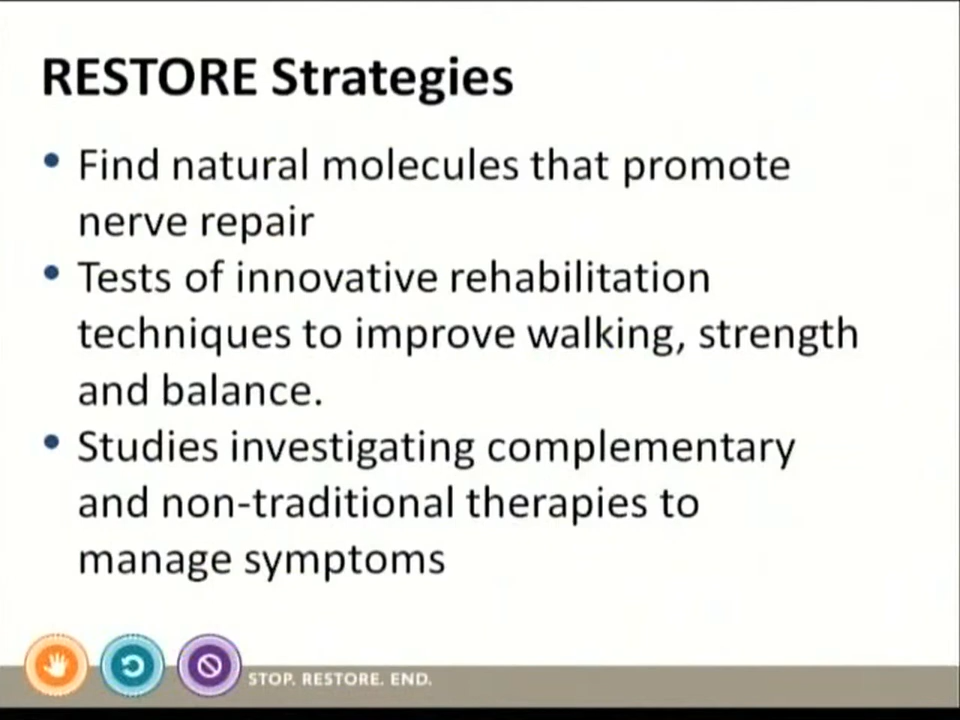 RESTORE Strategies
• Find natural molecules that promote
nerve repair
• Tests of innovative rehabilitation
techniques to improve walking, strength
and balance.
• Studies investigating complementary
and non-traditional therapies to
manage symptoms
STOP. RESTORE. END.